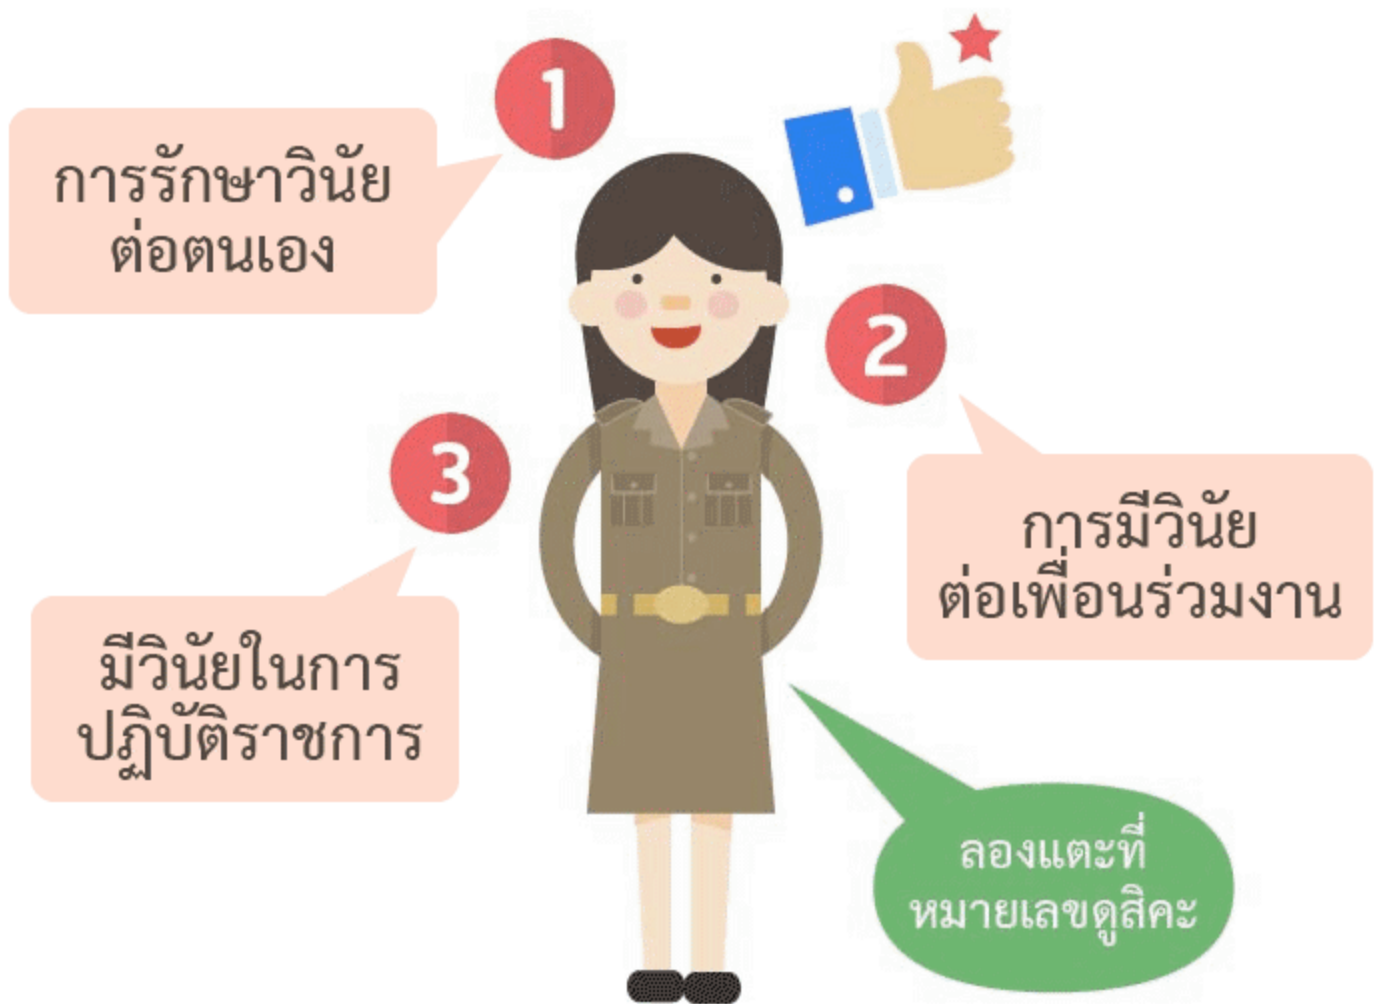 1
การรักษาวินัย
ต่อตนเอง
2
การมีวินัย
ต่อเพื่อนร่วมงาน
3
มีวินัยในการ
ปฏิบัติราชการ
ลองแตะที่
หมายเลขดูสิคะ